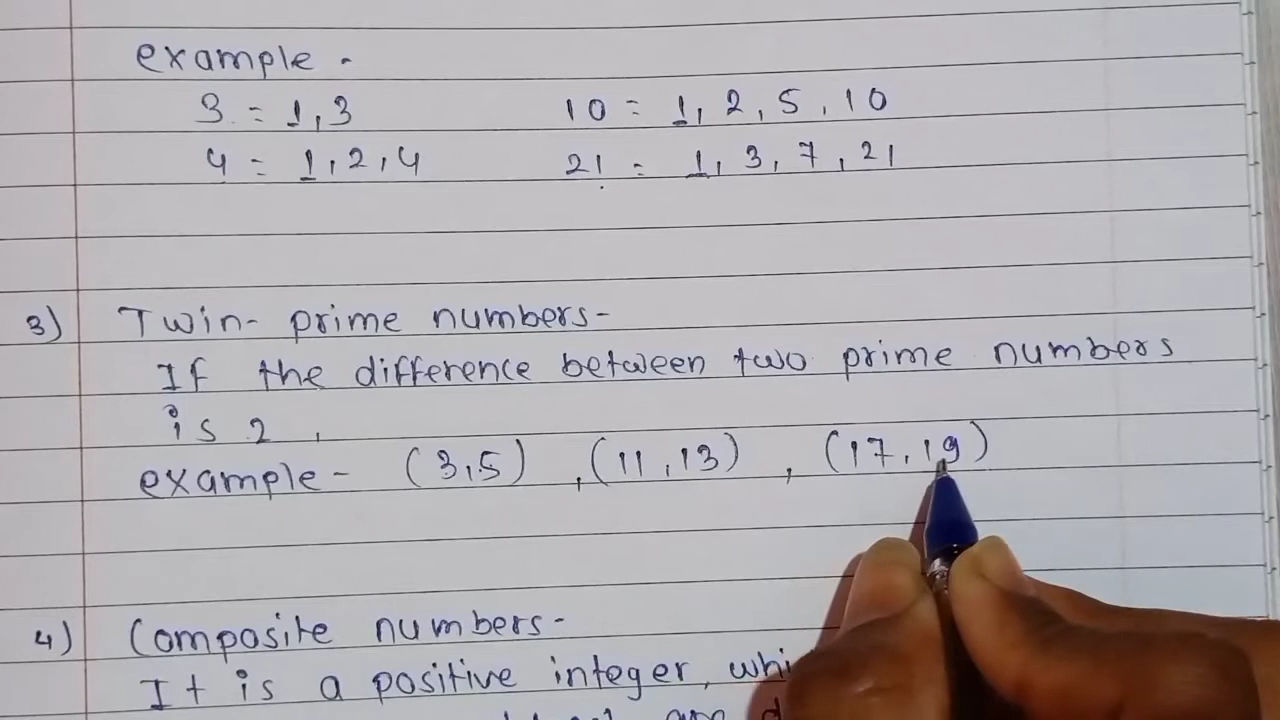 example -
3 = 1,3 10 = 1, 2, 5, 10
4 = 1,2,4 21 = 1, 3, 7, 21
3) Twin- prime numbers-
If the difference between two prime numbers
is 2 .
example - (3,5) , (11,13) , (17,19)
4) Composite numbers-
It is a positive integer,